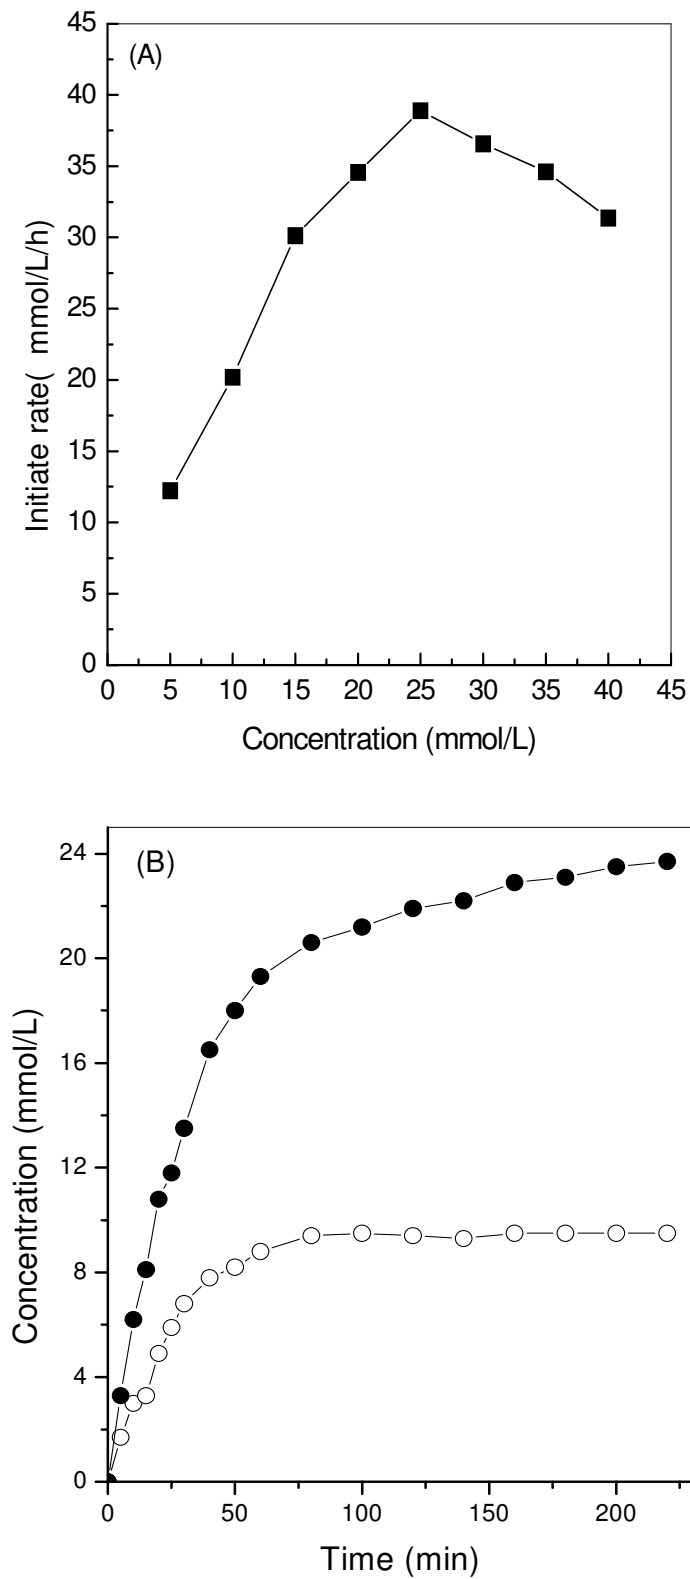 (A)
45
40
35
30
25
20
15
10
5
0
Initiate rate( mmol/L/h)
0 5 10 15 20 25 30 35 40 45
Concentration (mmol/L)
(B)
24
20
16
12
8
4
0
Concentration (mmol/L)
0 50 100 150 200
Time (min)